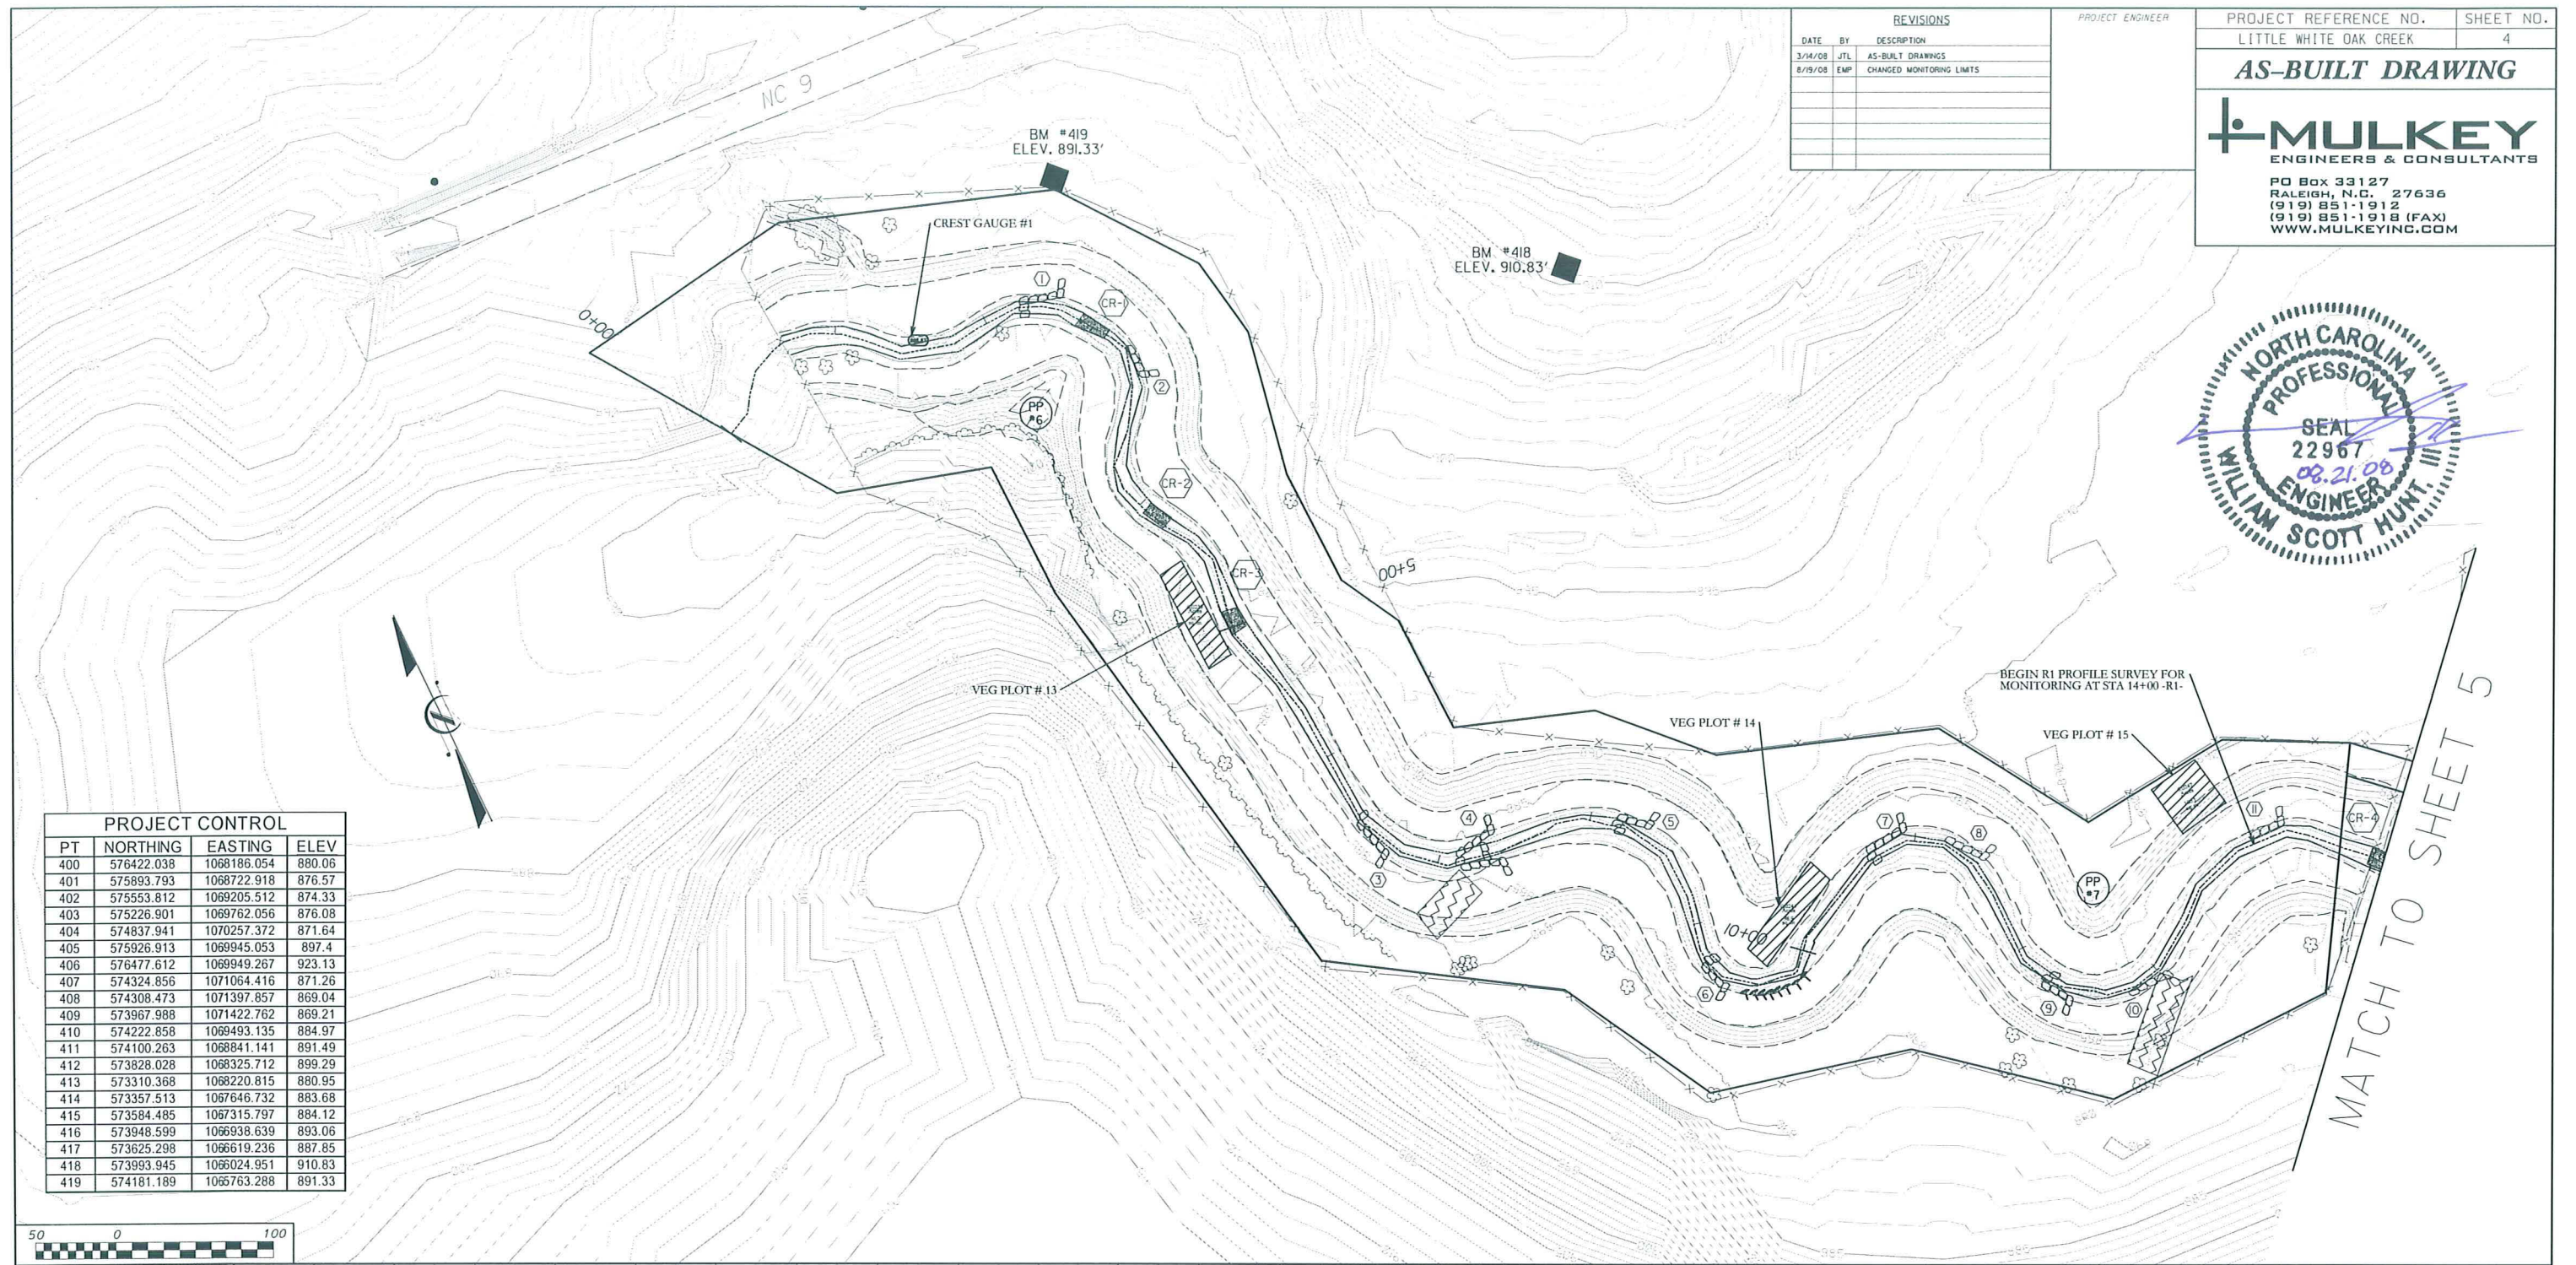 REVISIONS
DATE BY DESCRIPTION
3/14/08 JTL AS-BUILT DRAWINGS
8/19/08 EMP CHANGED MONITORING LIMITS
PROJECT ENGINEER
PROJECT REFERENCE NO. SHEET NO.
LITTLE WHITE OAK CREEK 4
AS-BUILT DRAWING
MULKEY
ENGINEERS & CONSULTANTS
PO BOX 33127
RALEIGH, N.C. 27636
(919) 851-1912
(919) 851-1918 (FAX)
WWW.MULKEYINC.COM
NC 9
BM #419
ELEV. 891.33'
CREST GAUGE #1
BM #418
ELEV. 910.83'
0+00
1
CR-1
2
PP
#6
CR-2
CR-3
5+00
VEG PLOT # 13
NORTH CAROLINA
PROFESSIONAL
SEAL
22967
08.21.08
ENGINEER
WILLIAM SCOTT HUNT, III
BEGIN R1 PROFILE SURVEY FOR
MONITORING AT STA 14+00 -R1-
VEG PLOT # 14
VEG PLOT # 15
3
4
5
6
10+00
7
8
PP
#7
9
10
11
CR-4
MATCH TO SHEET 5
PROJECT CONTROL
PT NORTHING EASTING ELEV
400 576422.038 1068186.054 880.06
401 575893.793 1068722.918 876.57
402 575553.812 1069205.512 874.33
403 575226.901 1069762.056 876.08
404 574837.941 1070257.372 871.64
405 575926.913 1069945.053 897.4
406 576477.612 1069949.267 923.13
407 574324.856 1071064.416 871.26
408 574308.473 1071397.857 869.04
409 573967.988 1071422.762 869.21
410 574222.858 1069493.135 884.97
411 574100.263 1068841.141 891.49
412 573828.028 1068325.712 899.29
413 573310.368 1068220.815 880.95
414 573357.513 1067646.732 883.68
415 573584.485 1067315.797 884.12
416 573948.599 1066938.639 893.06
417 573625.298 1066619.236 887.85
418 573993.945 1066024.951 910.83
419 574181.189 1065763.288 891.33
50 0 100